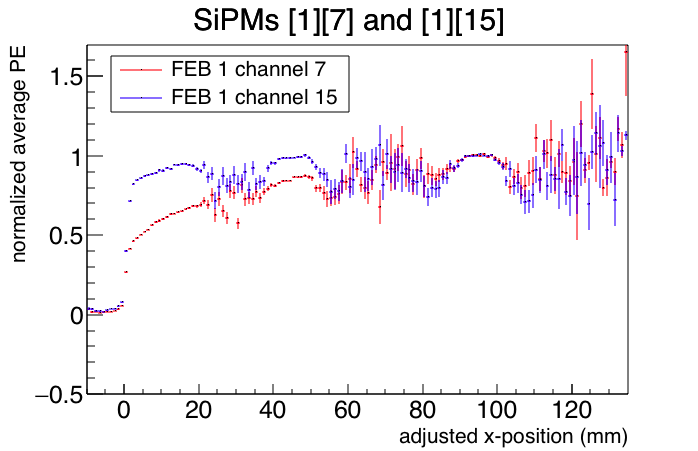 SiPMs [1][7] and [1][15]
normalized average PE
FEB 1 channel 7
FEB 1 channel 15
1.5
1
0.5
0
−0.5
0 20 40 60 80 100 120
adjusted x-position (mm)